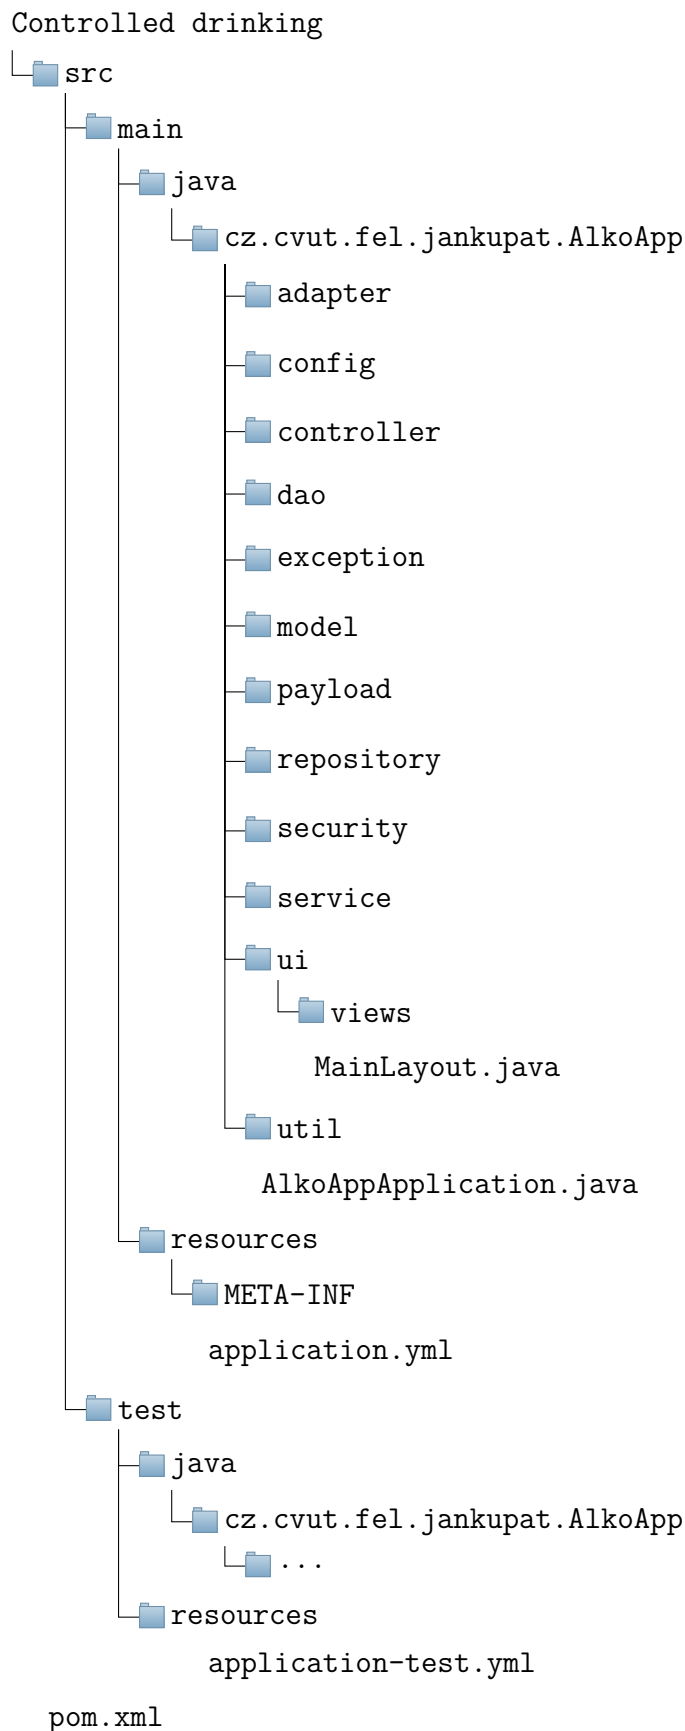 Controlled drinking
src
main
java
cz.cvut.fel.jankupat.AlkoApp
adapter
config
controller
dao
exception
model
payload
repository
security
service
ui
views
MainLayout.java
util
AlkoAppApplication.java
resources
META-INF
application.yml
test
java
cz.cvut.fel.jankupat.AlkoApp
...
resources
application-test.yml
pom.xml